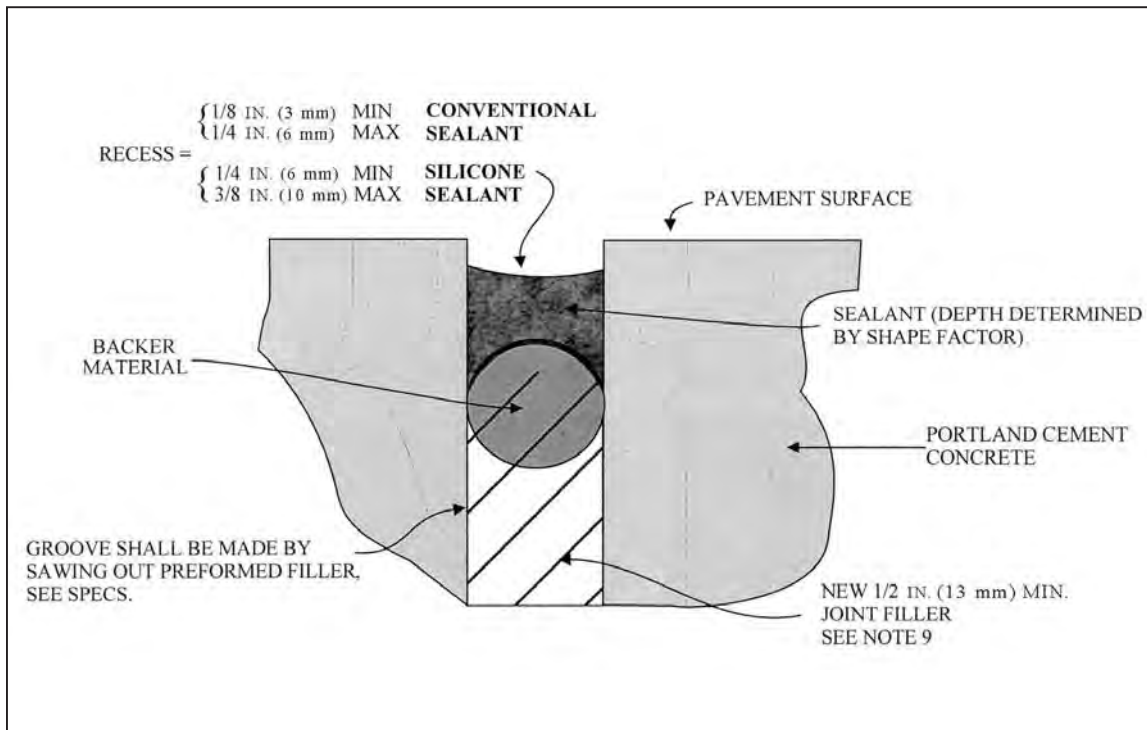 {1/8 IN. (3 mm) MIN CONVENTIONAL
{1/4 IN. (6 mm) MAX SEALANT
RECESS =
{1/4 IN. (6 mm) MIN SILICONE
{3/8 IN. (10 mm) MAX SEALANT
PAVEMENT SURFACE
SEALANT (DEPTH DETERMINED
BY SHAPE FACTOR)
BACKER
MATERIAL
PORTLAND CEMENT
CONCRETE
GROOVE SHALL BE MADE BY
SAWING OUT PREFORMED FILLER,
SEE SPECS.
NEW 1/2 IN. (13 mm) MIN.
JOINT FILLER
SEE NOTE 9